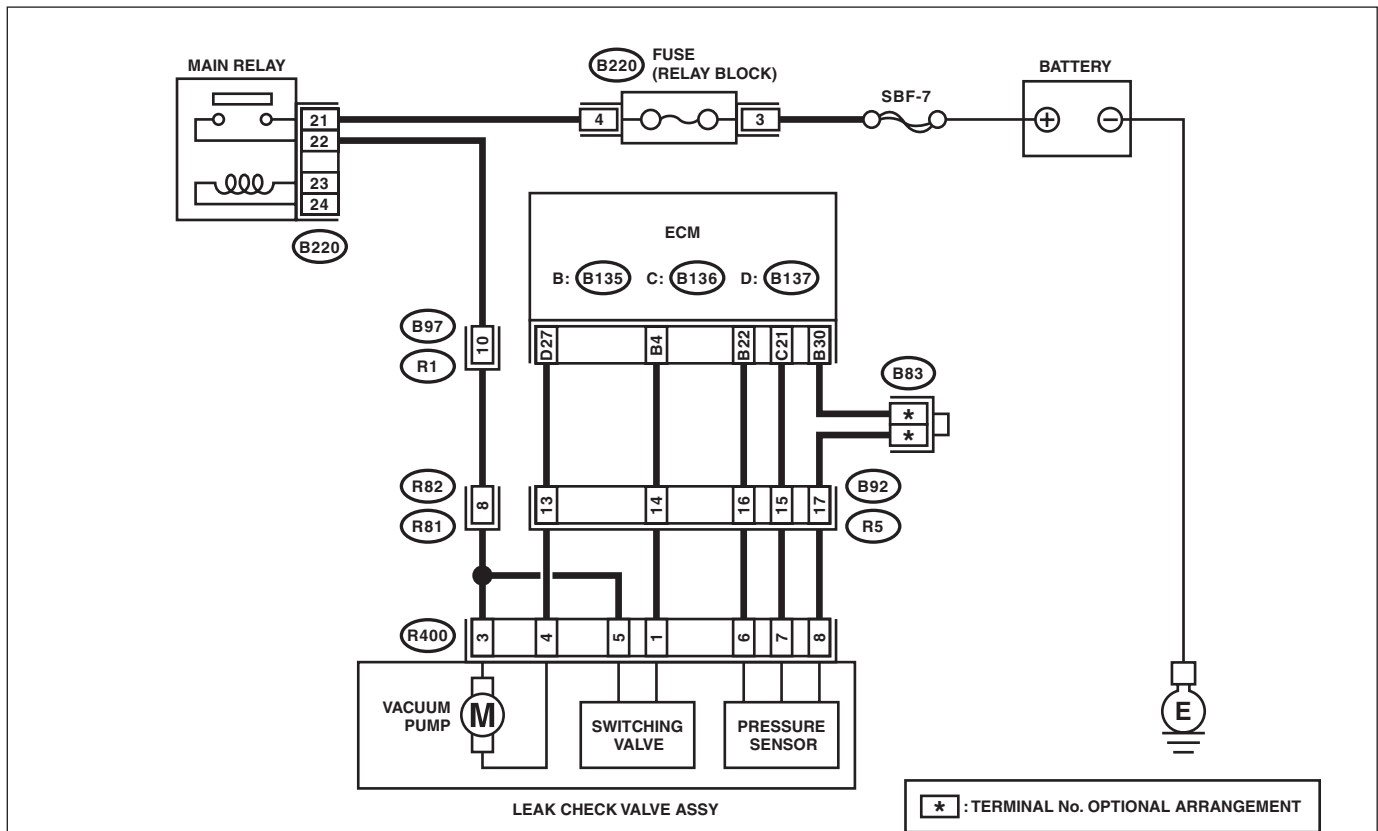 MAIN RELAY
B220
FUSE
(RELAY BLOCK)
SBF-7
BATTERY
21
22
23
24
4
3
+
−
B220
ECM
B: B135 C: B136 D: B137
B97
R1
10
D27
B4
B22
C21
B30
B83
*
*
R82
R81
8
13
14
16
15
17
B92
R5
R400
3
4
5
1
6
7
8
VACUUM
PUMP
M
SWITCHING
VALVE
PRESSURE
SENSOR
E
LEAK CHECK VALVE ASSY
* : TERMINAL No. OPTIONAL ARRANGEMENT